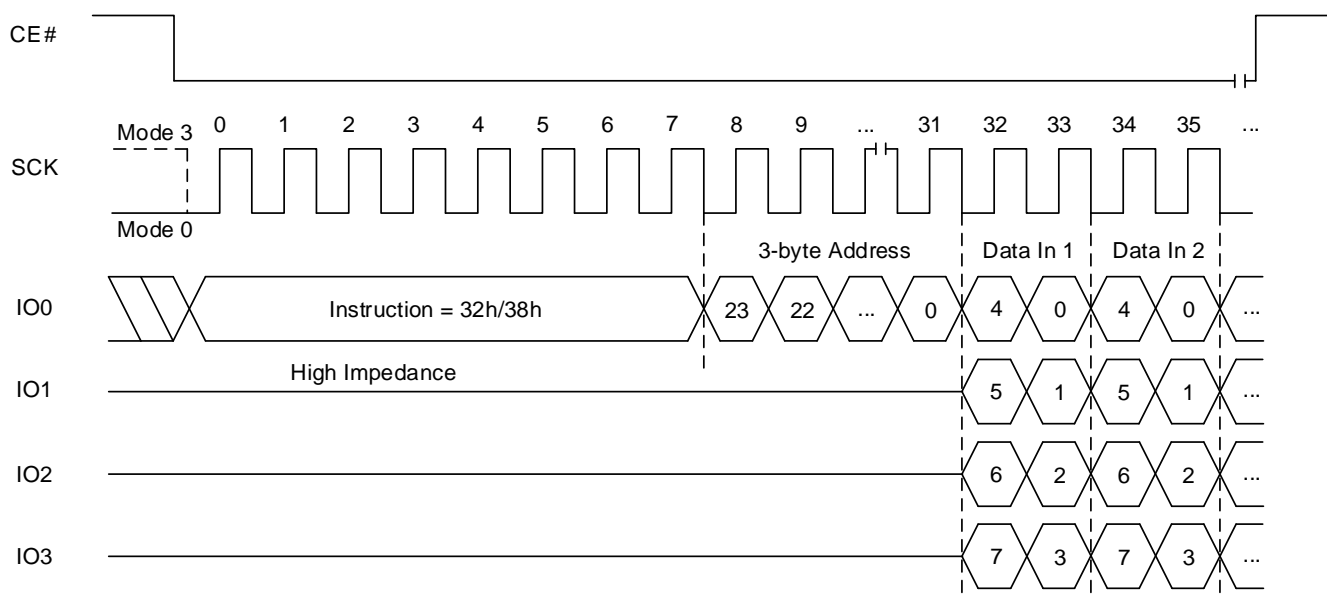 CE#
Mode 3 0 1 2 3 4 5 6 7 8 9 ... 31 32 33 34 35 ...
SCK
Mode 0
3-byte Address Data In 1 Data In 2
IO0 Instruction = 32h/38h 23 22 ... 0 4 0 4 0 ...
High Impedance
IO1 5 1 5 1 ...
IO2 6 2 6 2 ...
IO3 7 3 7 3 ...